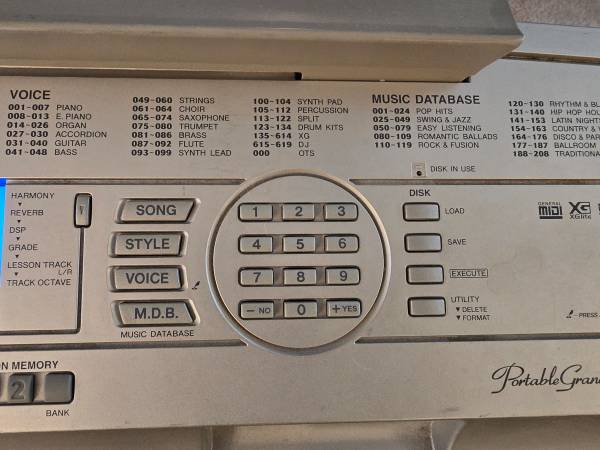 VOICE
001-007 PIANO
008-013 E. PIANO
014-026 ORGAN
027-030 ACCORDION
031-040 GUITAR
041-048 BASS
049-060 STRINGS
061-064 CHOIR
065-074 SAXOPHONE
075-080 TRUMPET
081-086 BRASS
087-092 FLUTE
093-099 SYNTH LEAD
100-104 SYNTH PAD
105-112 PERCUSSION
113-122 SPLIT
123-134 DRUM KITS
135-614 XG
615-619 DJ
000 OTS
MUSIC DATABASE
001-024 POP HITS
025-049 SWING & JAZZ
050-079 EASY LISTENING
080-109 ROMANTIC BALLADS
110-119 ROCK & FUSION
120-130 RHYTHM & BL
131-140 HIP HOP HOU
141-153 LATIN NIGHT
154-163 COUNTRY & 
164-176 DISCO & PAR
177-187 BALLROOM
188-208 TRADITIONA
DISK IN USE
HARMONY
REVERB
DSP
GRADE
LESSON TRACK
L/R
TRACK OCTAVE
SONG
STYLE
VOICE
M.D.B.
MUSIC DATABASE
1 2 3
4 5 6
7 8 9
- NO 0 + YES
DISK
LOAD
SAVE
EXECUTE
UTILITY
▼ DELETE
▼ FORMAT
GENERAL
MIDI
XG
XGlite
- PRESS
ON MEMORY
2
BANK
PortableGran